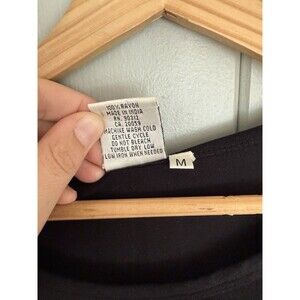 100% RAYON
MADE IN INDIA
RN. 90212
CA. 20059
MACHINE WASH COLD
GENTLE CYCLE
DO NOT BLEACH
TUMBLE DRY LOW
LOW IRON WHEN NEEDED
M